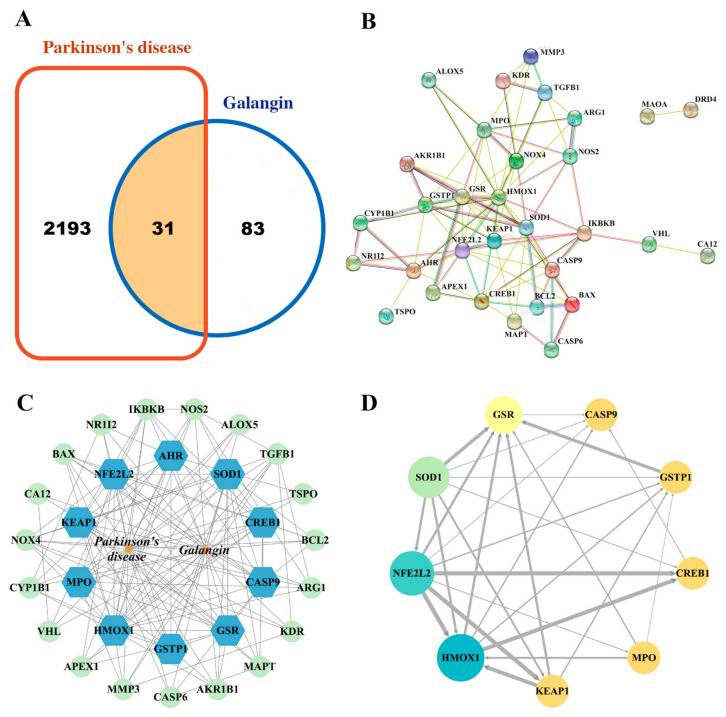 A
Parkinson's disease
Galangin
2193
31
83
B
MMP3
ALOX5
KDR
TGFB1
DRD4
MAOA
ARG1
MPO
NOS2
NOX4
AKR1B1
GSR
HMOX1
GSTP1
CYP1B1
SOD1
IKBKB
KEAP1
VHL
NFE2L2
CA12
NR1I2
AHR
CASP9
APEX1
CREB1
BCL2
BAX
TSPO
MAPT
CASP6
C
IKBKB
NOS2
NR1I2
ALOX5
AHR
BAX
TGFB1
NFE2L2
SOD1
CA12
TSPO
KEAP1
CREB1
NOX4
Parkinson's
disease
Galangin
BCL2
MPO
CASP9
CYP1B1
ARG1
HMOX1
GSR
VHL
GSTP1
KDR
APEX1
MAPT
MMP3
CASP6
AKR1B1
D
GSR
CASP9
SOD1
GSTP1
NFE2L2
CREB1
HMOX1
MPO
KEAP1